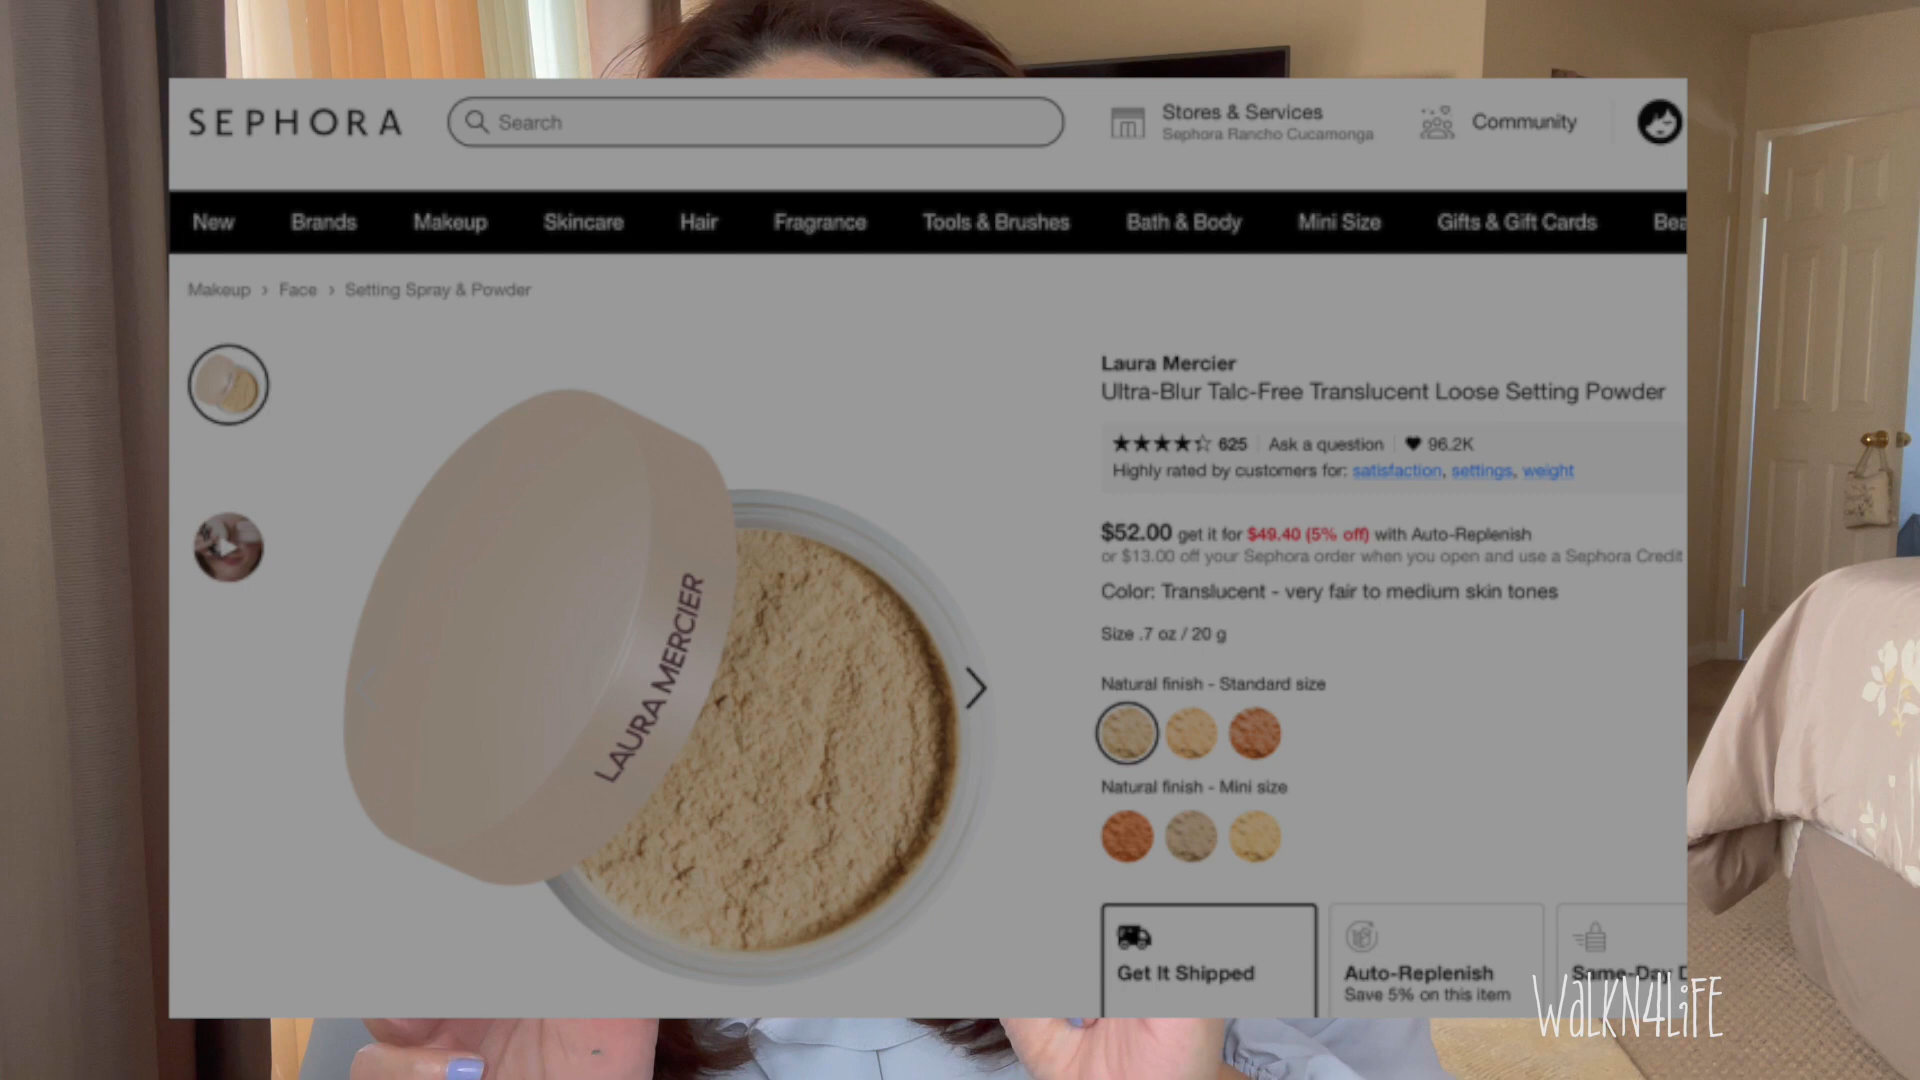 SEPHORA
Search
Stores & Services
Sephora Rancho Cucamonga
Community
New Brands Makeup Skincare Hair Fragrance Tools & Brushes Bath & Body Mini Size Gifts & Gift Cards Bea
Makeup > Face > Setting Spray & Powder
Laura Mercier
Ultra-Blur Talc-Free Translucent Loose Setting Powder
625 Ask a question 96.2K
Highly rated by customers for: satisfaction, settings, weight
$52.00 get it for $49.40 (5% off) with Auto-Replenish
or $13.00 off your Sephora order when you open and use a Sephora Credit
Color: Translucent - very fair to medium skin tones
Size .7 oz / 20 g
Natural finish - Standard size
Natural finish - Mini size
LAURA MERCIER
Get It Shipped
Auto-Replenish
Save 5% on this item
Same-Day D
WALKN4LiFE